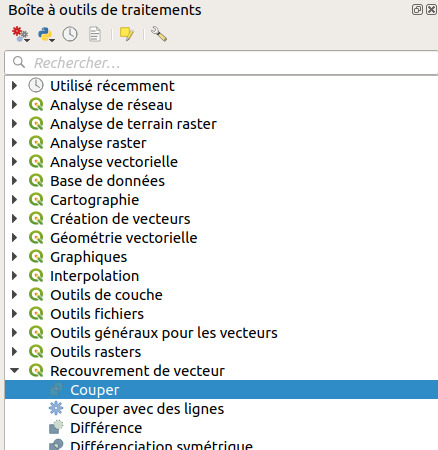 Boîte à outils de traitements
Rechercher…
Utilisé récemment
Analyse de réseau
Analyse de terrain raster
Analyse raster
Analyse vectorielle
Base de données
Cartographie
Création de vecteurs
Géométrie vectorielle
Graphiques
Interpolation
Outils de couche
Outils fichiers
Outils généraux pour les vecteurs
Outils rasters
Recouvrement de vecteur
Couper
Couper avec des lignes
Différence
Différenciation symétrique